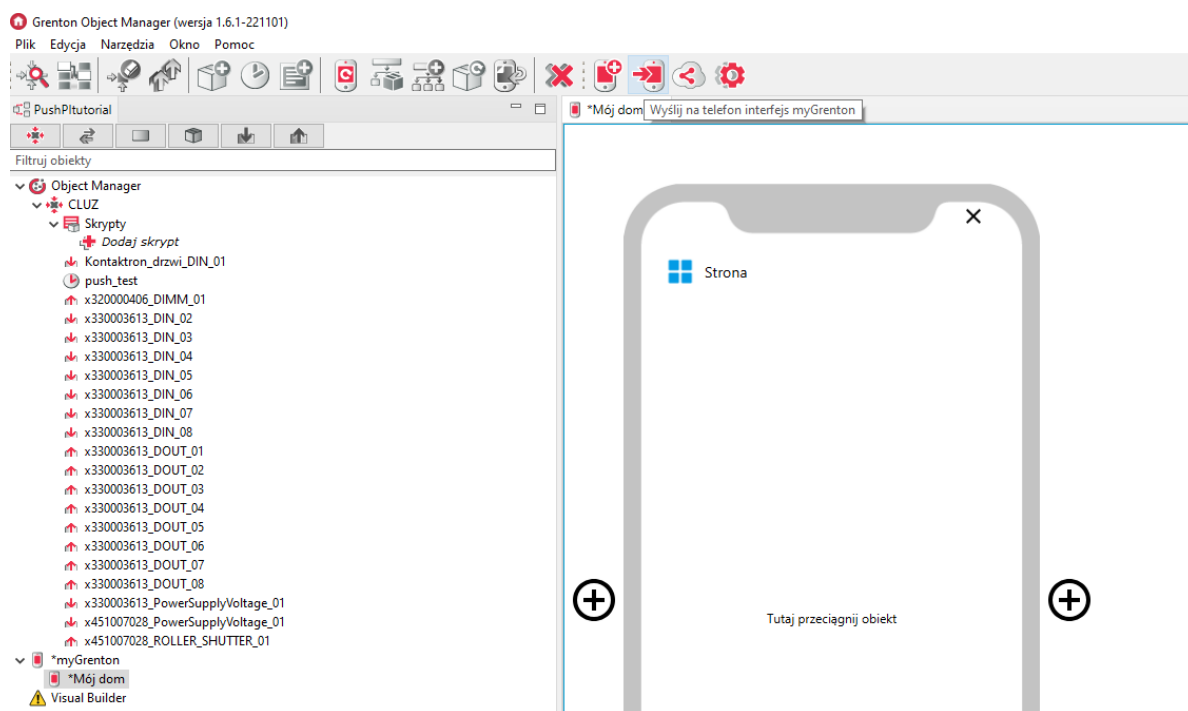 Grenton Object Manager (wersja 1.6.1-221101)
Plik Edycja Narzędzia Okno Pomoc
PushPItutorial
*Mój dom
Wyślij na telefon interfejs myGrenton
Filtruj obiekty
Object Manager
CLUZ
Skrypty
Dodaj skrypt
Kontaktron_drzwi_DIN_01
push_test
x320000406_DIMM_01
x330003613_DIN_02
x330003613_DIN_03
x330003613_DIN_04
x330003613_DIN_05
x330003613_DIN_06
x330003613_DIN_07
x330003613_DIN_08
x330003613_DOUT_01
x330003613_DOUT_02
x330003613_DOUT_03
x330003613_DOUT_04
x330003613_DOUT_05
x330003613_DOUT_06
x330003613_DOUT_07
x330003613_DOUT_08
x330003613_PowerSupplyVoltage_01
x451007028_PowerSupplyVoltage_01
x451007028_ROLLER_SHUTTER_01
*myGrenton
*Mój dom
Visual Builder
Strona
Tutaj przeciągnij obiekt